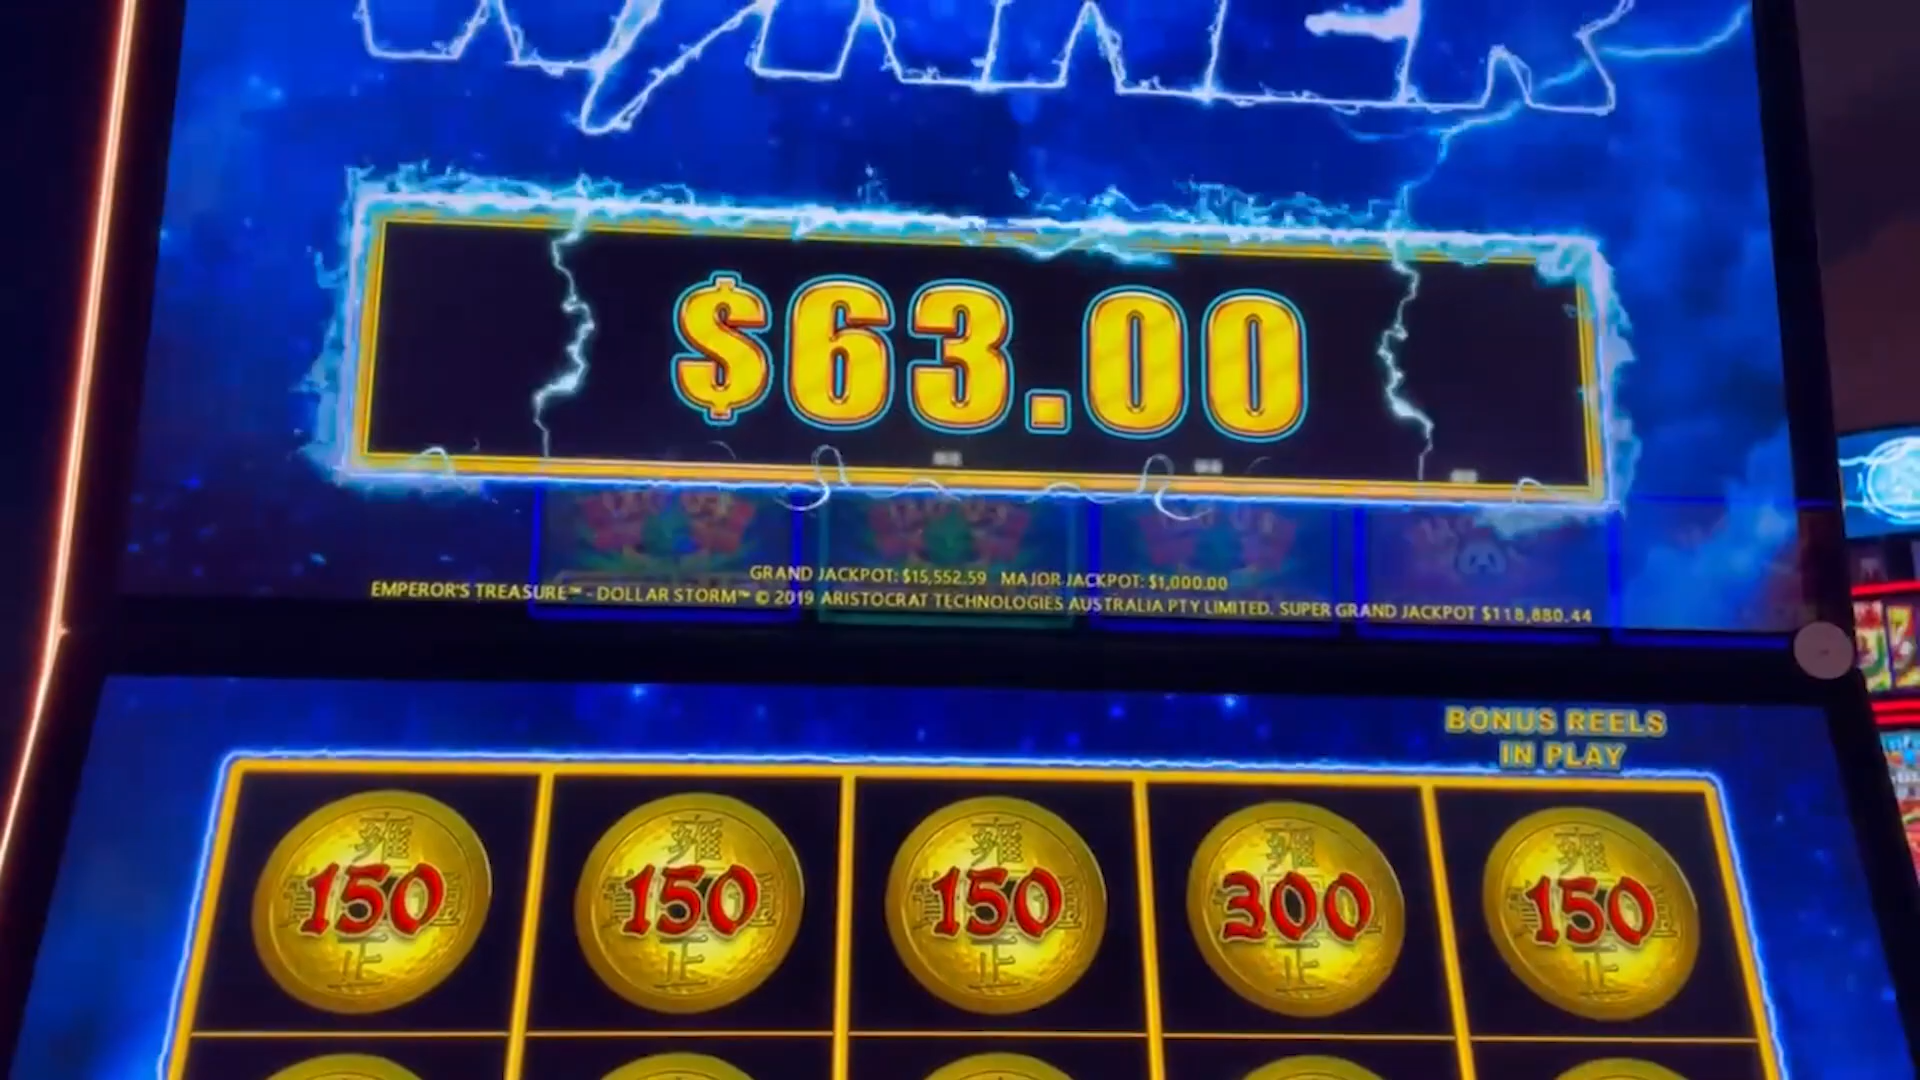 WINNER
$63.00
GRAND JACKPOT: $15,552.59 MAJOR JACKPOT: $1,000.00
EMPEROR'S TREASURE™ - DOLLAR STORM™ © 2019 ARISTOCRAT TECHNOLOGIES AUSTRALIA PTY LIMITED. SUPER GRAND JACKPOT $118,880.44
BONUS REELS
IN PLAY
150 150 150 300 150